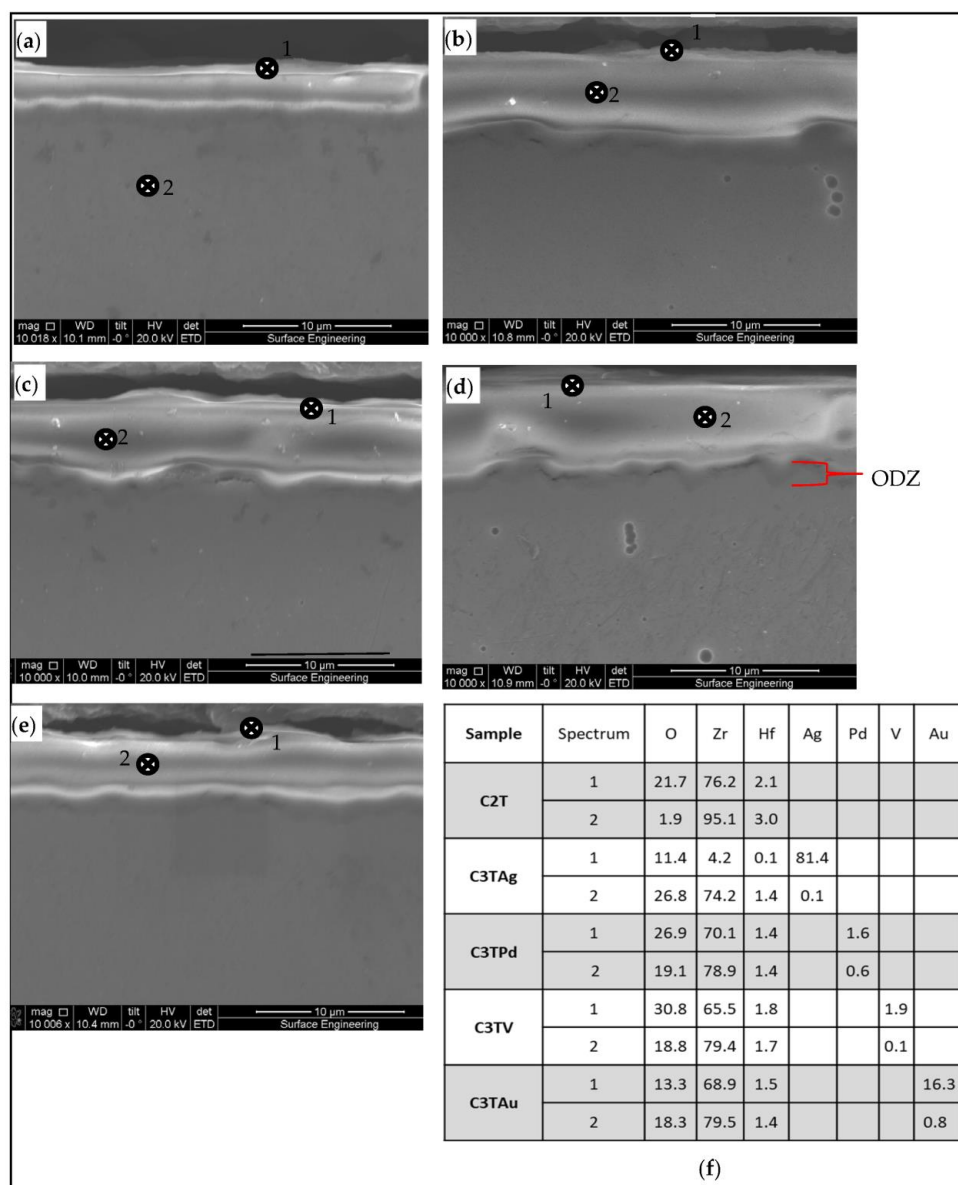 (a)
1
2
mag □ WD tilt HV det
10 018 x 10.1 mm -0 ° 20.0 kV ETD
10 µm
Surface Engineering
(b)
1
2
mag □ WD tilt HV det
10 000 x 10.8 mm -0 ° 20.0 kV ETD
10 µm
Surface Engineering
(c)
1
2
mag □ WD tilt HV det
10 000 x 10.0 mm -0 ° 20.0 kV ETD
10 µm
Surface Engineering
(d)
1
2
ODZ
mag □ WD tilt HV det
10 000 x 10.9 mm -0 ° 20.0 kV ETD
10 µm
Surface Engineering
(e)
1
2
mag □ WD tilt HV det
10 006 x 10.4 mm -0 ° 20.0 kV ETD
10 µm
Surface Engineering
Sample Spectrum O Zr Hf Ag Pd V Au
C2T 1 21.7 76.2 2.1
2 1.9 95.1 3.0
C3TAg 1 11.4 4.2 0.1 81.4
2 26.8 74.2 1.4 0.1
C3TPd 1 26.9 70.1 1.4 1.6
2 19.1 78.9 1.4 0.6
C3TV 1 30.8 65.5 1.8 1.9
2 18.8 79.4 1.7 0.1
C3TAu 1 13.3 68.9 1.5 16.3
2 18.3 79.5 1.4 0.8
(f)